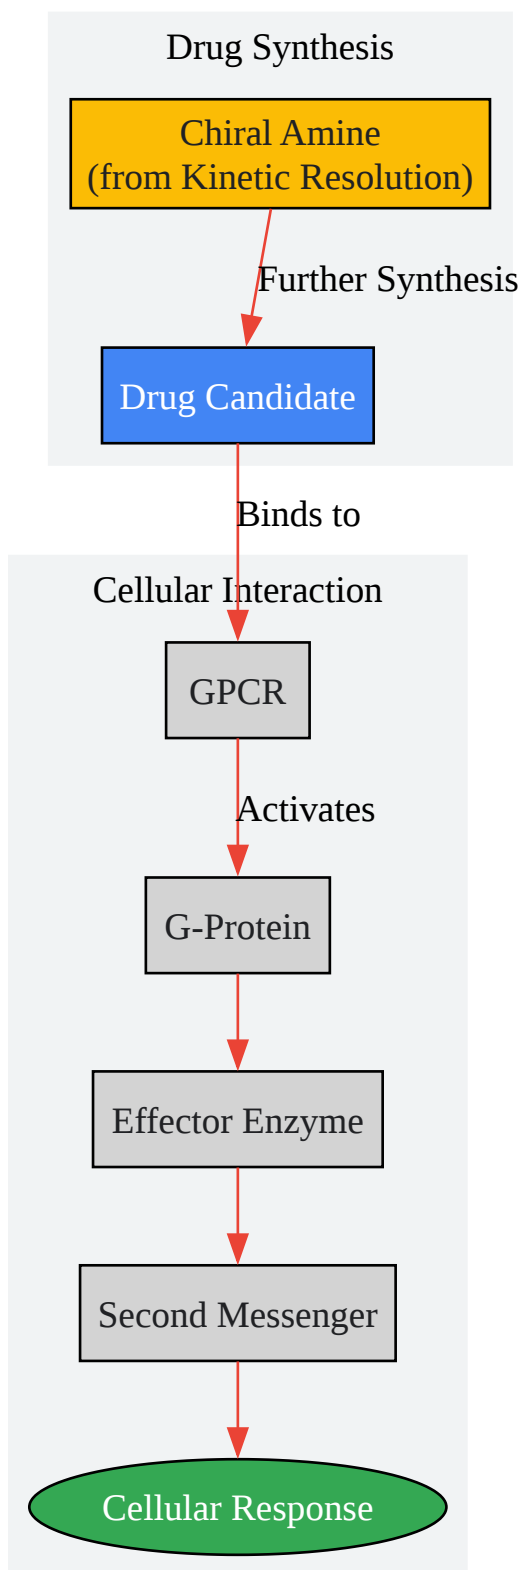 Drug Synthesis
Chiral Amine
(from Kinetic Resolution)
Further Synthesis
Drug Candidate
Binds to
Cellular Interaction
GPCR
Activates
G-Protein
Effector Enzyme
Second Messenger
Cellular Response